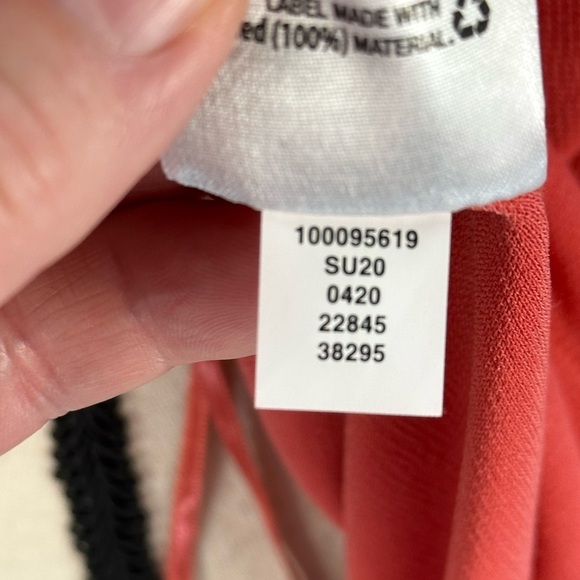 LABEL MADE WITH
ed (100%) MATERIAL.
100095619
SU20
0420
22845
38295